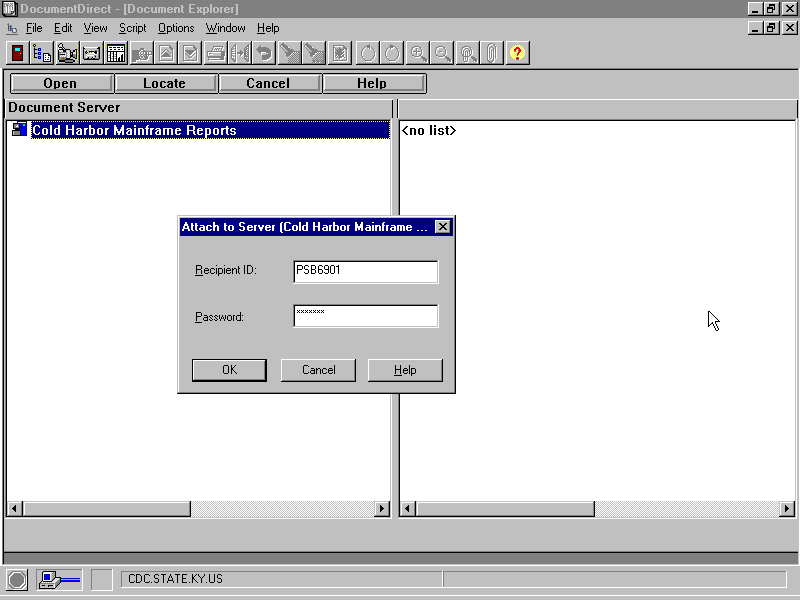 DocumentDirect - [Document Explorer]
File Edit View Script Options Window Help
Open Locate Cancel Help
Document Server
Cold Harbor Mainframe Reports
<no list>
Attach to Server (Cold Harbor Mainframe ...
Recipient ID: PSB6901
Password: *******
OK Cancel Help
CDC.STATE.KY.US